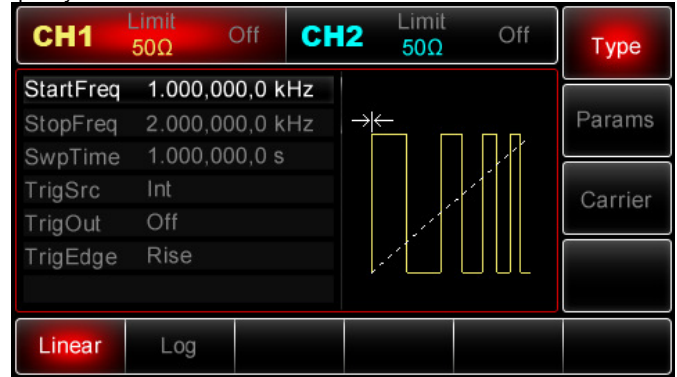 CH1 Limit 50Ω Off CH2 Limit 50Ω Off Type
StartFreq 1.000,000,0 kHz
StopFreq 2.000,000,0 kHz
Params
SwpTime 1.000,000,0 s
TrigSrc Int
Carrier
TrigOut Off
TrigEdge Rise
Linear Log